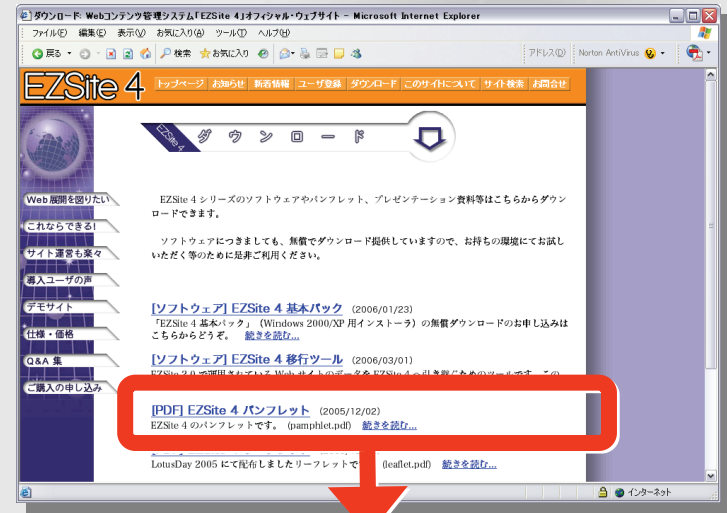 ダウンロード: Webコンテンツ管理システム「EZSite 4」オフィシャル・ウェブサイト - Microsoft Internet Explorer
ファイル(F) 編集(E) 表示(V) お気に入り(A) ツール(T) ヘルプ(H)
戻る 検索 お気に入り アドレス(D) Norton AntiVirus
EZSite 4
トップページ お知らせ 新着情報 ユーザ登録 ダウンロード このサイトについて サイト検索 お問合せ
EZSite 4 ダウンロード
Web展開を図りたい
これならできる!
サイト運営も楽々
導入ユーザの声
デモサイト
仕様・価格
Q&A 集
ご購入の申し込み
EZSite 4 シリーズのソフトウェアやパンフレット、プレゼンテーション資料等はこちらからダウン
ロードできます。
ソフトウェアにつきましても、無償でダウンロード提供していますので、お持ちの環境にてお試し
いただく等のために是非ご利用ください。
[ソフトウェア] EZSite 4 基本パック (2006/01/23)
「EZSite 4 基本パック」(Windows 2000/XP 用インストーラ)の無償ダウンロードのお申し込みは
こちらからどうぞ。 続きを読む...
[ソフトウェア] EZSite 4 移行ツール (2006/03/01)
[PDF] EZSite 4 パンフレット (2005/12/02)
EZSite 4 のパンフレットです。 (pamphlet.pdf) 続きを読む...
LotusDay 2005 にて配布しましたリーフレットで (leaflet.pdf) 続きを読む...
インターネット